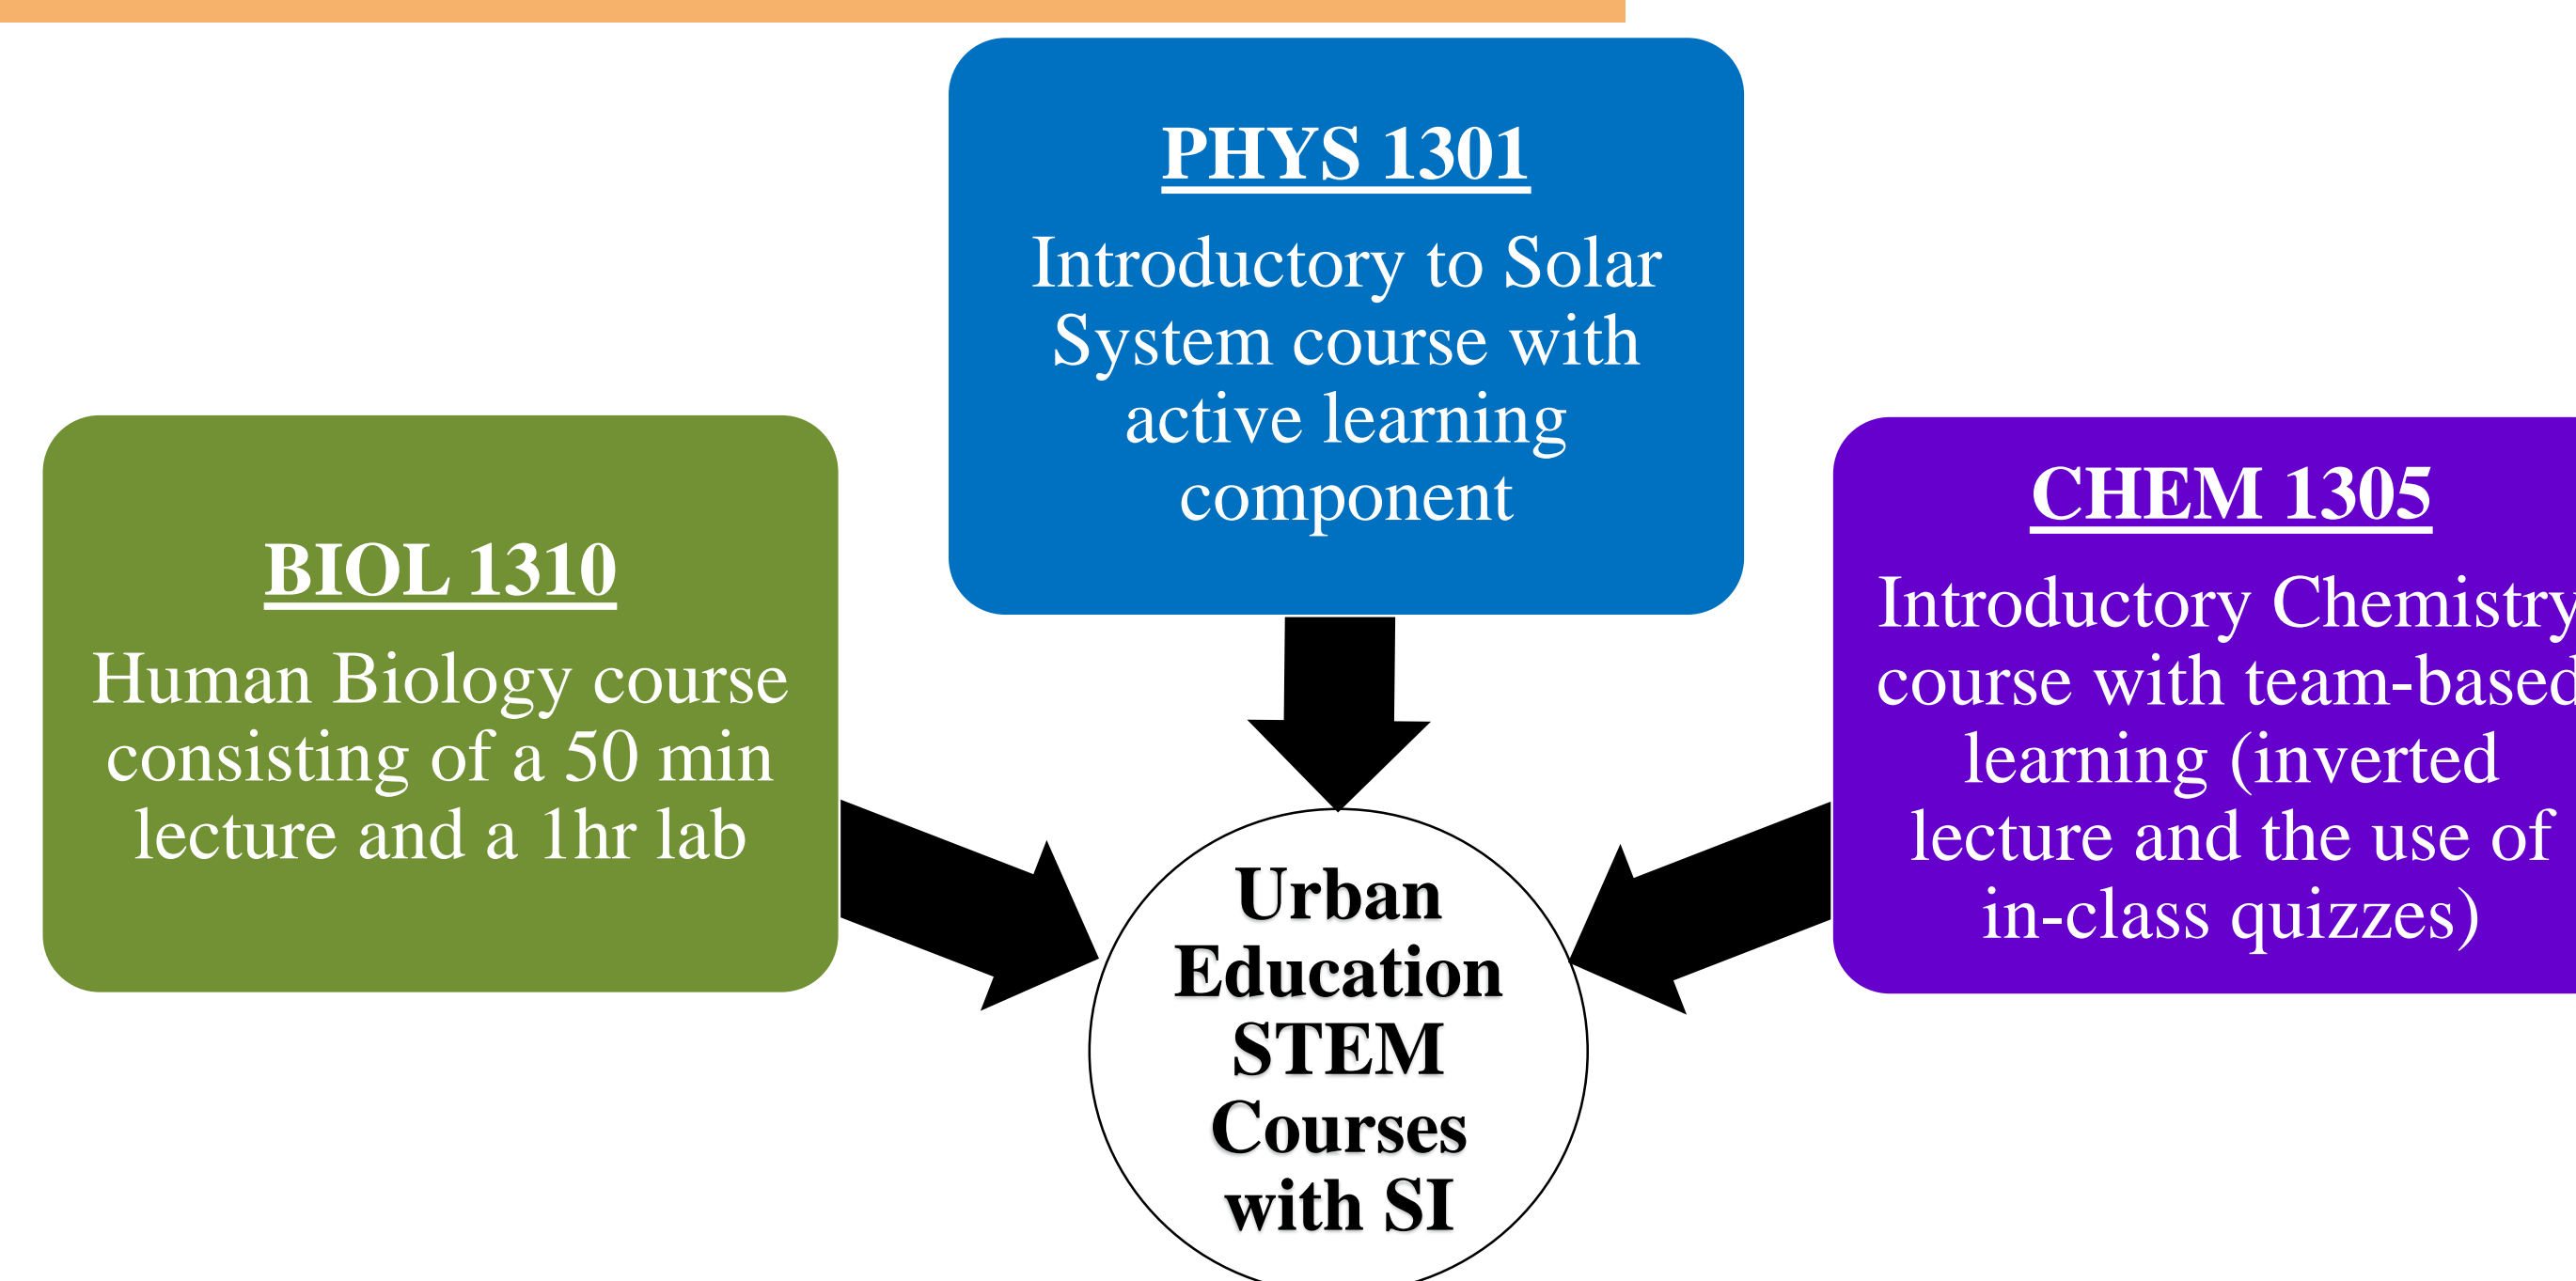 PHYS 1301
Introductory to Solar
System course with
active learning
component
BIOL 1310
Human Biology course
consisting of a 50 min
lecture and a 1hr lab
CHEM 1305
Introductory Chemistry
course with team-based
learning (inverted
lecture and the use of
in-class quizzes)
Urban
Education
STEM
Courses
with SI